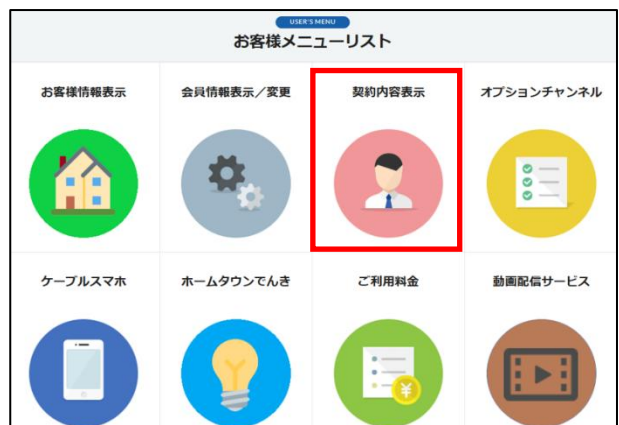 USER'S MENU
お客様メニューリスト
お客様情報表示
会員情報表示／変更
契約内容表示
オプションチャンネル
ケーブルスマホ
ホームタウンでんき
ご利用料金
動画配信サービス
¥